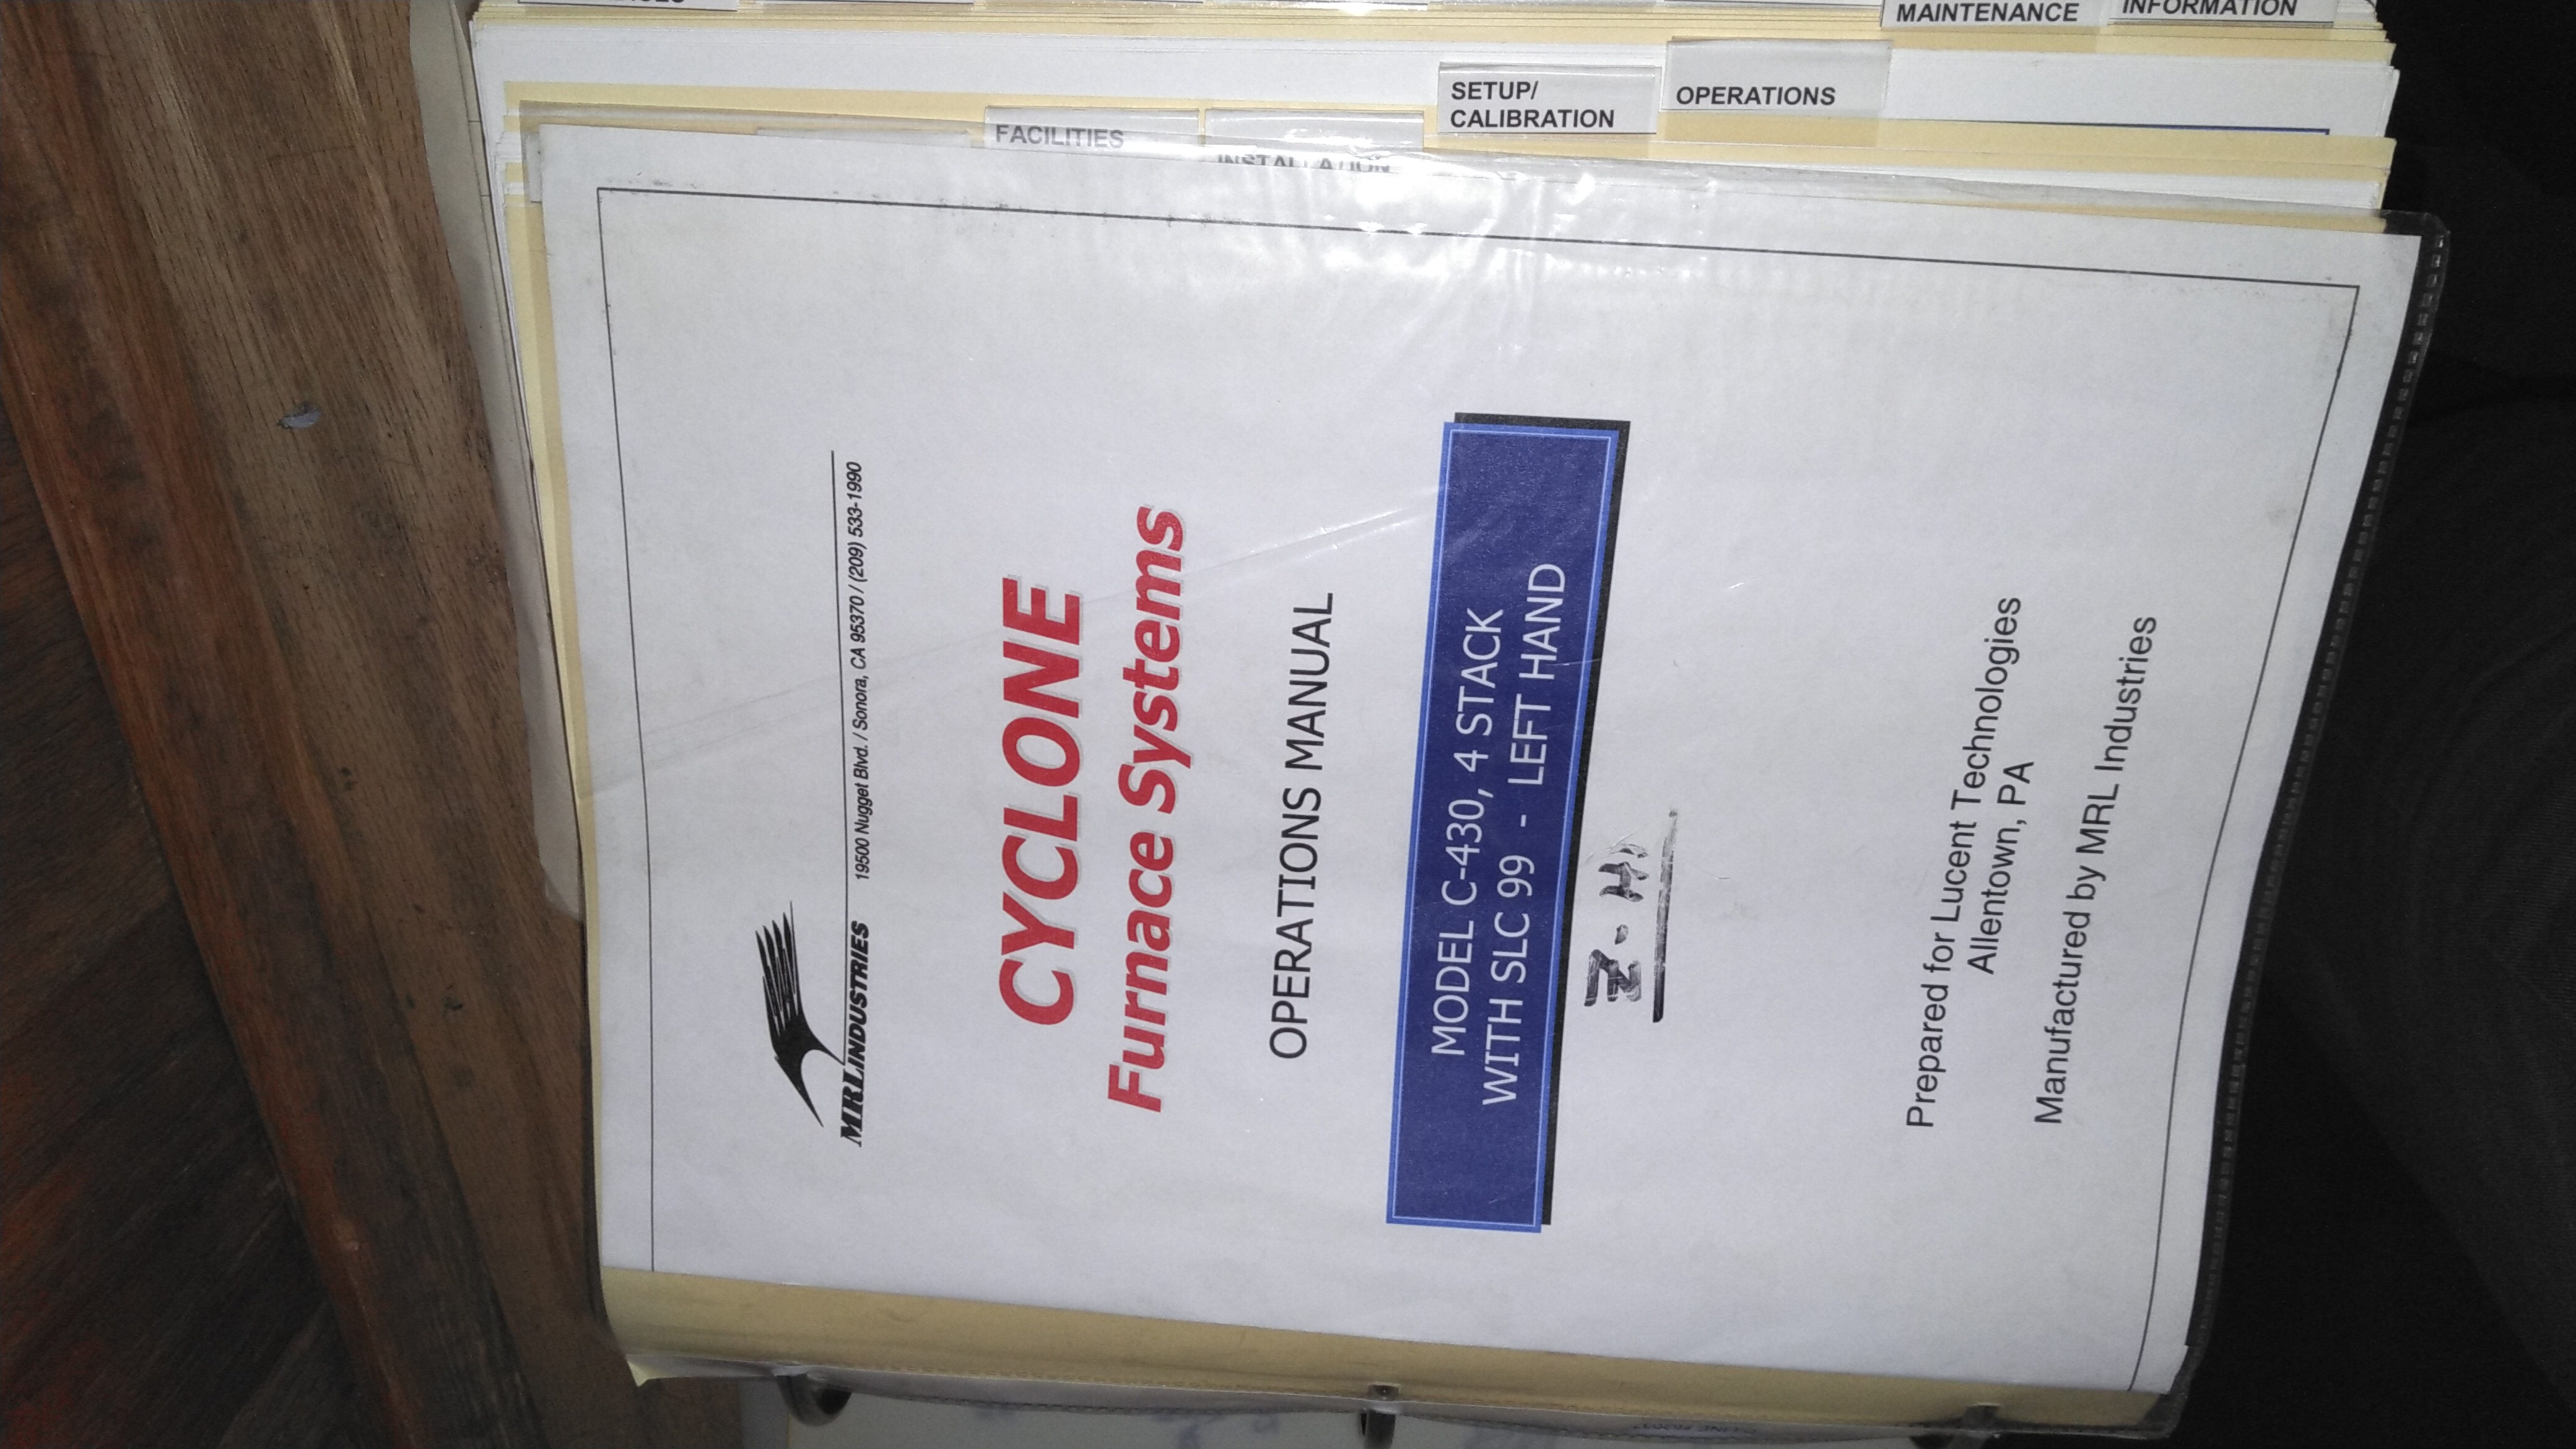 MAINTENANCE
INFORMATION
SETUP/
CALIBRATION
OPERATIONS
FACILITIES
INSTALLATION
MRL INDUSTRIES
19500 Nugget Blvd. / Sonora, CA 95370 / (209) 533-1990
CYCLONE
Furnace Systems
OPERATIONS MANUAL
MODEL C-430, 4 STACK
WITH SLC 99 - LEFT HAND
Prepared for Lucent Technologies
Allentown, PA
Manufactured by MRL Industries